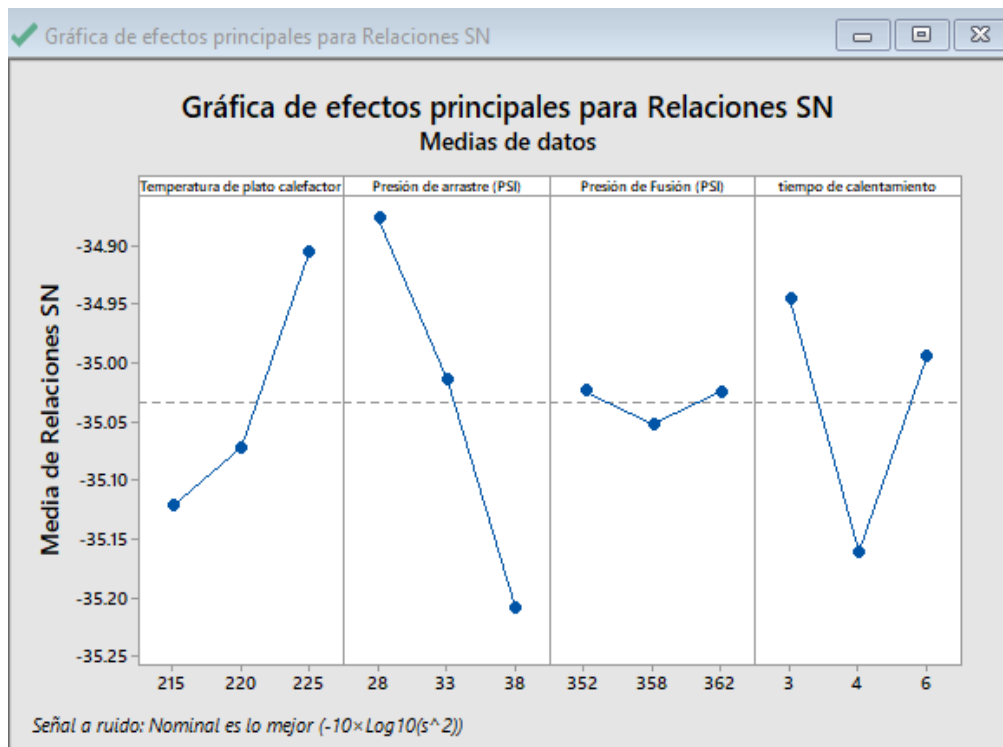 Gráfica de efectos principales para Relaciones SN
Gráfica de efectos principales para Relaciones SN
Medias de datos
Temperatura de plato calefactor Presión de arrastre (PSI) Presión de Fusión (PSI) tiempo de calentamiento
Media de Relaciones SN
-34.90
-34.95
-35.00
-35.05
-35.10
-35.15
-35.20
-35.25
215 220 225 28 33 38 352 358 362 3 4 6
Señal a ruido: Nominal es lo mejor (-10×Log10(s^2))